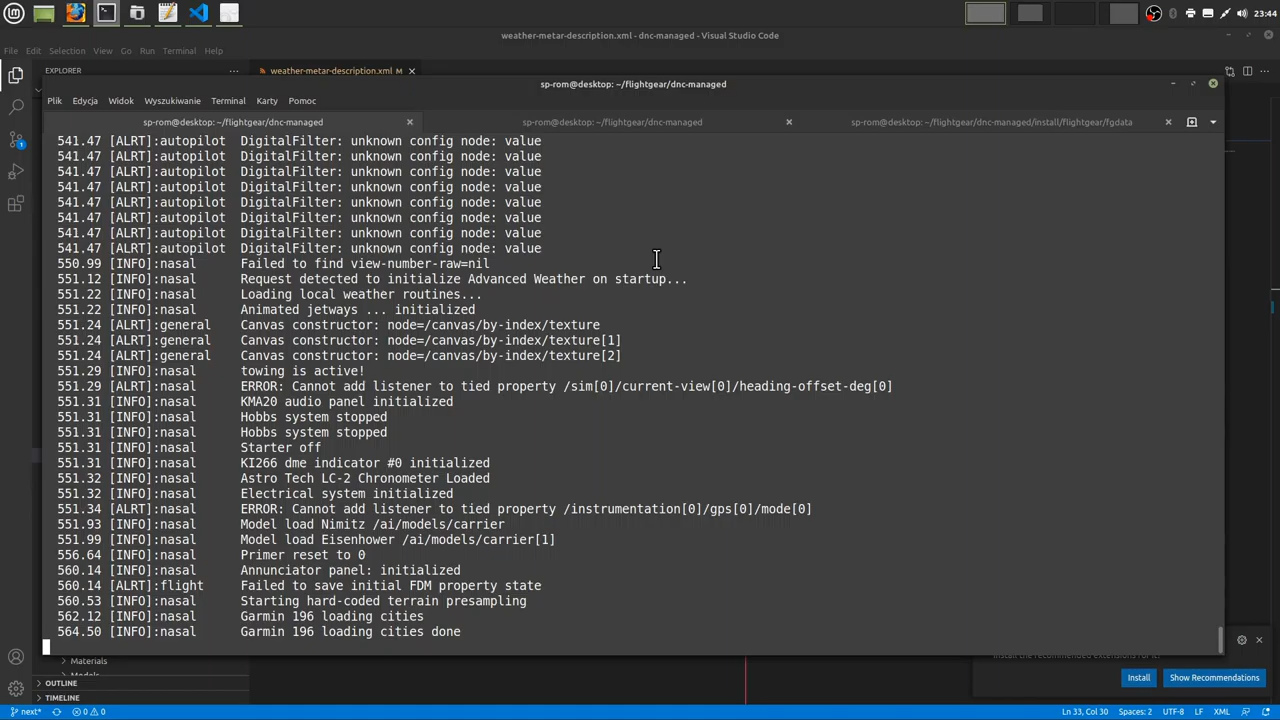 23:44
weather-metar-description.xml - dnc-managed - Visual Studio Code
File Edit Selection View Go Run Terminal Help
EXPLORER
weather-metar-description.xml M
sp-rom@desktop: ~/flightgear/dnc-managed
Plik Edycja Widok Wyszukiwanie Terminal Karty Pomoc
sp-rom@desktop: ~/flightgear/dnc-managed
sp-rom@desktop: ~/flightgear/dnc-managed
sp-rom@desktop: ~/flightgear/dnc-managed/install/flightgear/fgdata
541.47 [ALRT]:autopilot DigitalFilter: unknown config node: value
541.47 [ALRT]:autopilot DigitalFilter: unknown config node: value
541.47 [ALRT]:autopilot DigitalFilter: unknown config node: value
541.47 [ALRT]:autopilot DigitalFilter: unknown config node: value
541.47 [ALRT]:autopilot DigitalFilter: unknown config node: value
541.47 [ALRT]:autopilot DigitalFilter: unknown config node: value
541.47 [ALRT]:autopilot DigitalFilter: unknown config node: value
541.47 [ALRT]:autopilot DigitalFilter: unknown config node: value
550.99 [INFO]:nasal Failed to find view-number-raw=nil
551.12 [INFO]:nasal Request detected to initialize Advanced Weather on startup...
551.22 [INFO]:nasal Loading local weather routines...
551.22 [INFO]:nasal Animated jetways ... initialized
551.24 [ALRT]:general Canvas constructor: node=/canvas/by-index/texture
551.24 [ALRT]:general Canvas constructor: node=/canvas/by-index/texture[1]
551.24 [ALRT]:general Canvas constructor: node=/canvas/by-index/texture[2]
551.29 [INFO]:nasal towing is active!
551.29 [ALRT]:nasal ERROR: Cannot add listener to tied property /sim[0]/current-view[0]/heading-offset-deg[0]
551.31 [INFO]:nasal KMA20 audio panel initialized
551.31 [INFO]:nasal Hobbs system stopped
551.31 [INFO]:nasal Hobbs system stopped
551.31 [INFO]:nasal Starter off
551.31 [INFO]:nasal KI266 dme indicator #0 initialized
551.32 [INFO]:nasal Astro Tech LC-2 Chronometer Loaded
551.32 [INFO]:nasal Electrical system initialized
551.34 [ALRT]:nasal ERROR: Cannot add listener to tied property /instrumentation[0]/gps[0]/mode[0]
551.93 [INFO]:nasal Model load Nimitz /ai/models/carrier
551.99 [INFO]:nasal Model load Eisenhower /ai/models/carrier[1]
556.64 [INFO]:nasal Primer reset to 0
560.14 [INFO]:nasal Annunciator panel: initialized
560.14 [ALRT]:flight Failed to save initial FDM property state
560.53 [INFO]:nasal Starting hard-coded terrain presampling
562.12 [INFO]:nasal Garmin 196 loading cities
564.50 [INFO]:nasal Garmin 196 loading cities done
Materials
Install Show Recommendations
OUTLINE
TIMELINE
next* 0 0 Ln 33, Col 30 Spaces: 2 UTF-8 LF XML